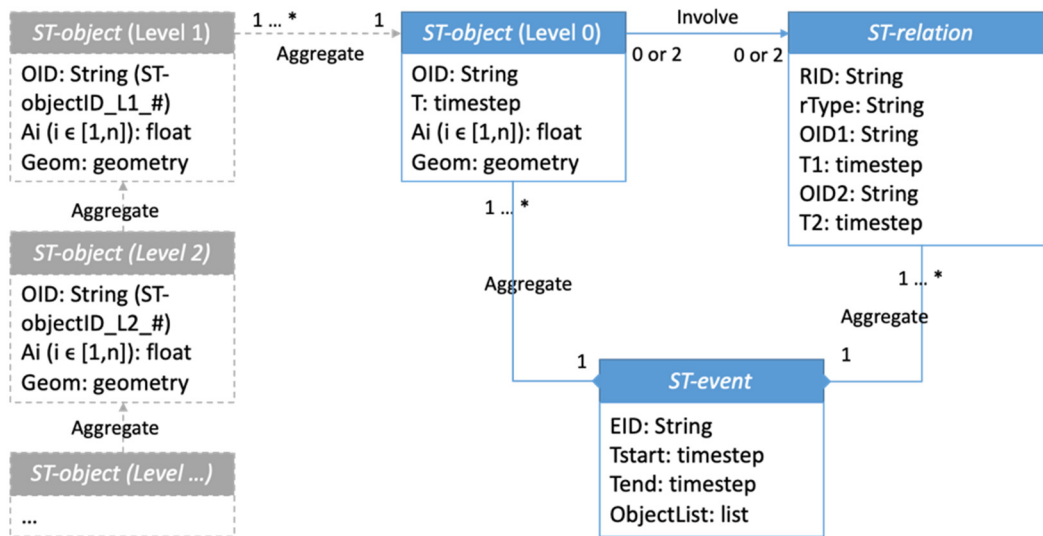 ST-object (Level 1)
OID: String (ST-
objectID_L1_#)
Ai (i ϵ [1,n]): float
Geom: geometry
1 ... *
1
Aggregate
ST-object (Level 0)
OID: String
T: timestep
Ai (i ϵ [1,n]): float
Geom: geometry
Involve
0 or 2
0 or 2
ST-relation
RID: String
rType: String
OID1: String
T1: timestep
OID2: String
T2: timestep
Aggregate
ST-object (Level 2)
OID: String (ST-
objectID_L2_#)
Ai (i ϵ [1,n]): float
Geom: geometry
Aggregate
ST-object (Level ...)
...
1 ... *
Aggregate
1
1 ... *
Aggregate
1
ST-event
EID: String
Tstart: timestep
Tend: timestep
ObjectList: list